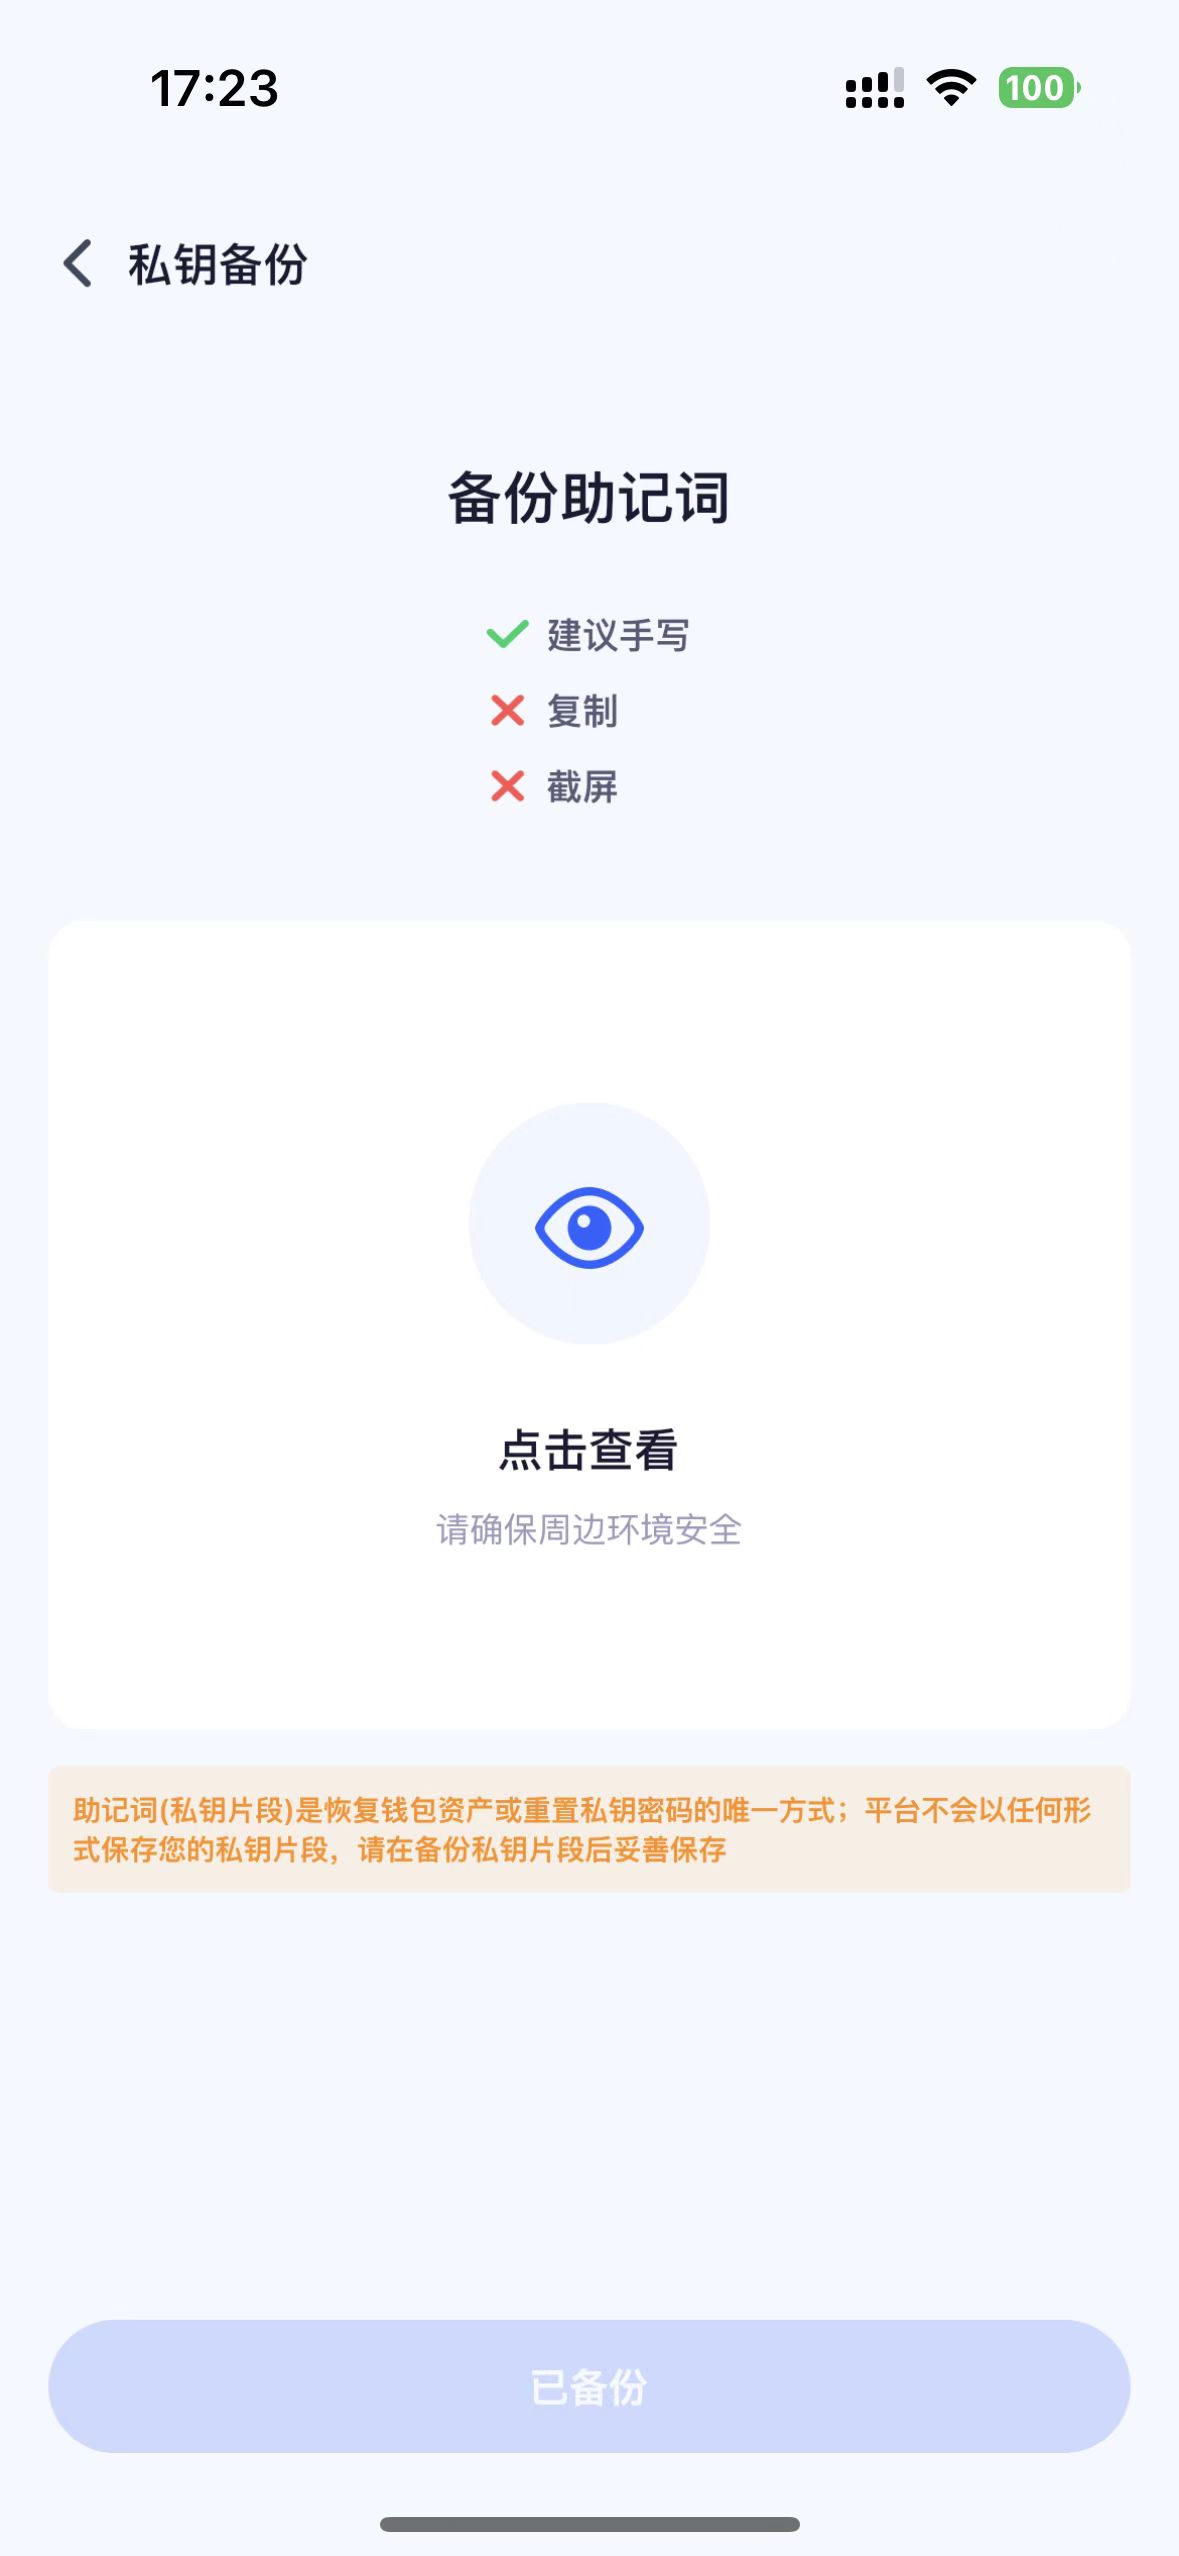 17:23
100
私钥备份
备份助记词
建议手写
复制
截屏
点击查看
请确保周边环境安全
助记词(私钥片段)是恢复钱包资产或重置私钥密码的唯一方式；平台不会以任何形
式保存您的私钥片段，请在备份私钥片段后妥善保存
已备份